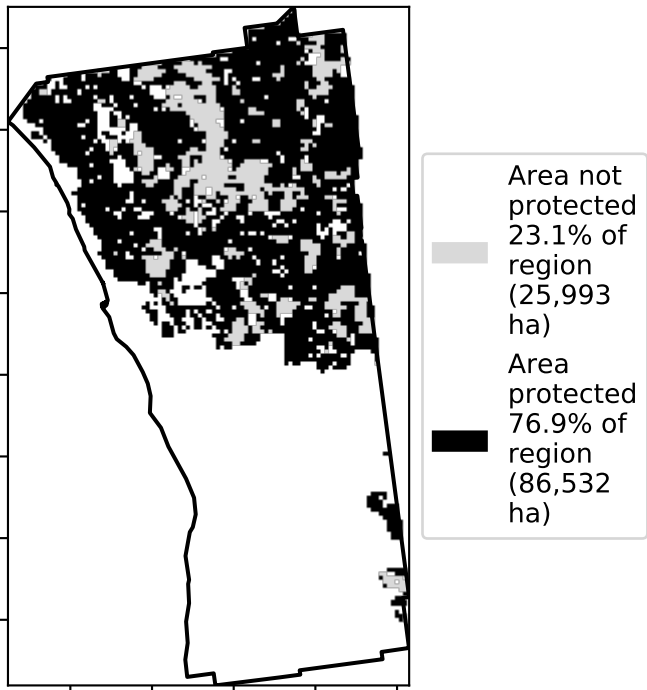 Area not
protected
23.1% of
region
(25,993
ha)
Area
protected
76.9% of
region
(86,532
ha)